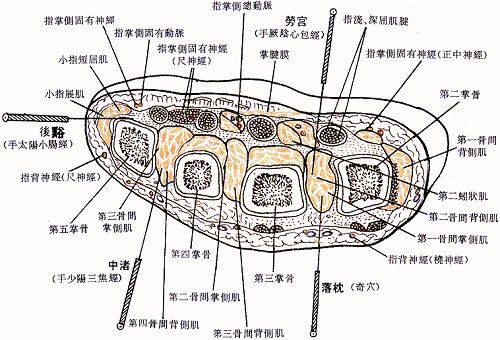 指掌側總動脈
指掌側固有神經
指掌側固有動脈
指掌側固有神經
(尺神經)
掌腱膜
勞宮
(手厥陰心包經)
指淺、深屈肌腱
指掌側固有神經(正中神經)
小指短屈肌
小指展肌
第二掌骨
後谿
(手太陽小腸經)
第一骨間
背側肌
指背神經(尺神經)
第二蚓狀肌
第二骨間背側肌
第一骨間掌側肌
第五掌骨
第三骨間
掌側肌
指背神經(橈神經)
中渚
(手少陽三焦經)
第四掌骨
第三掌骨
落枕(奇穴)
第二骨間掌側肌
第四骨間背側肌
第三骨間背側肌